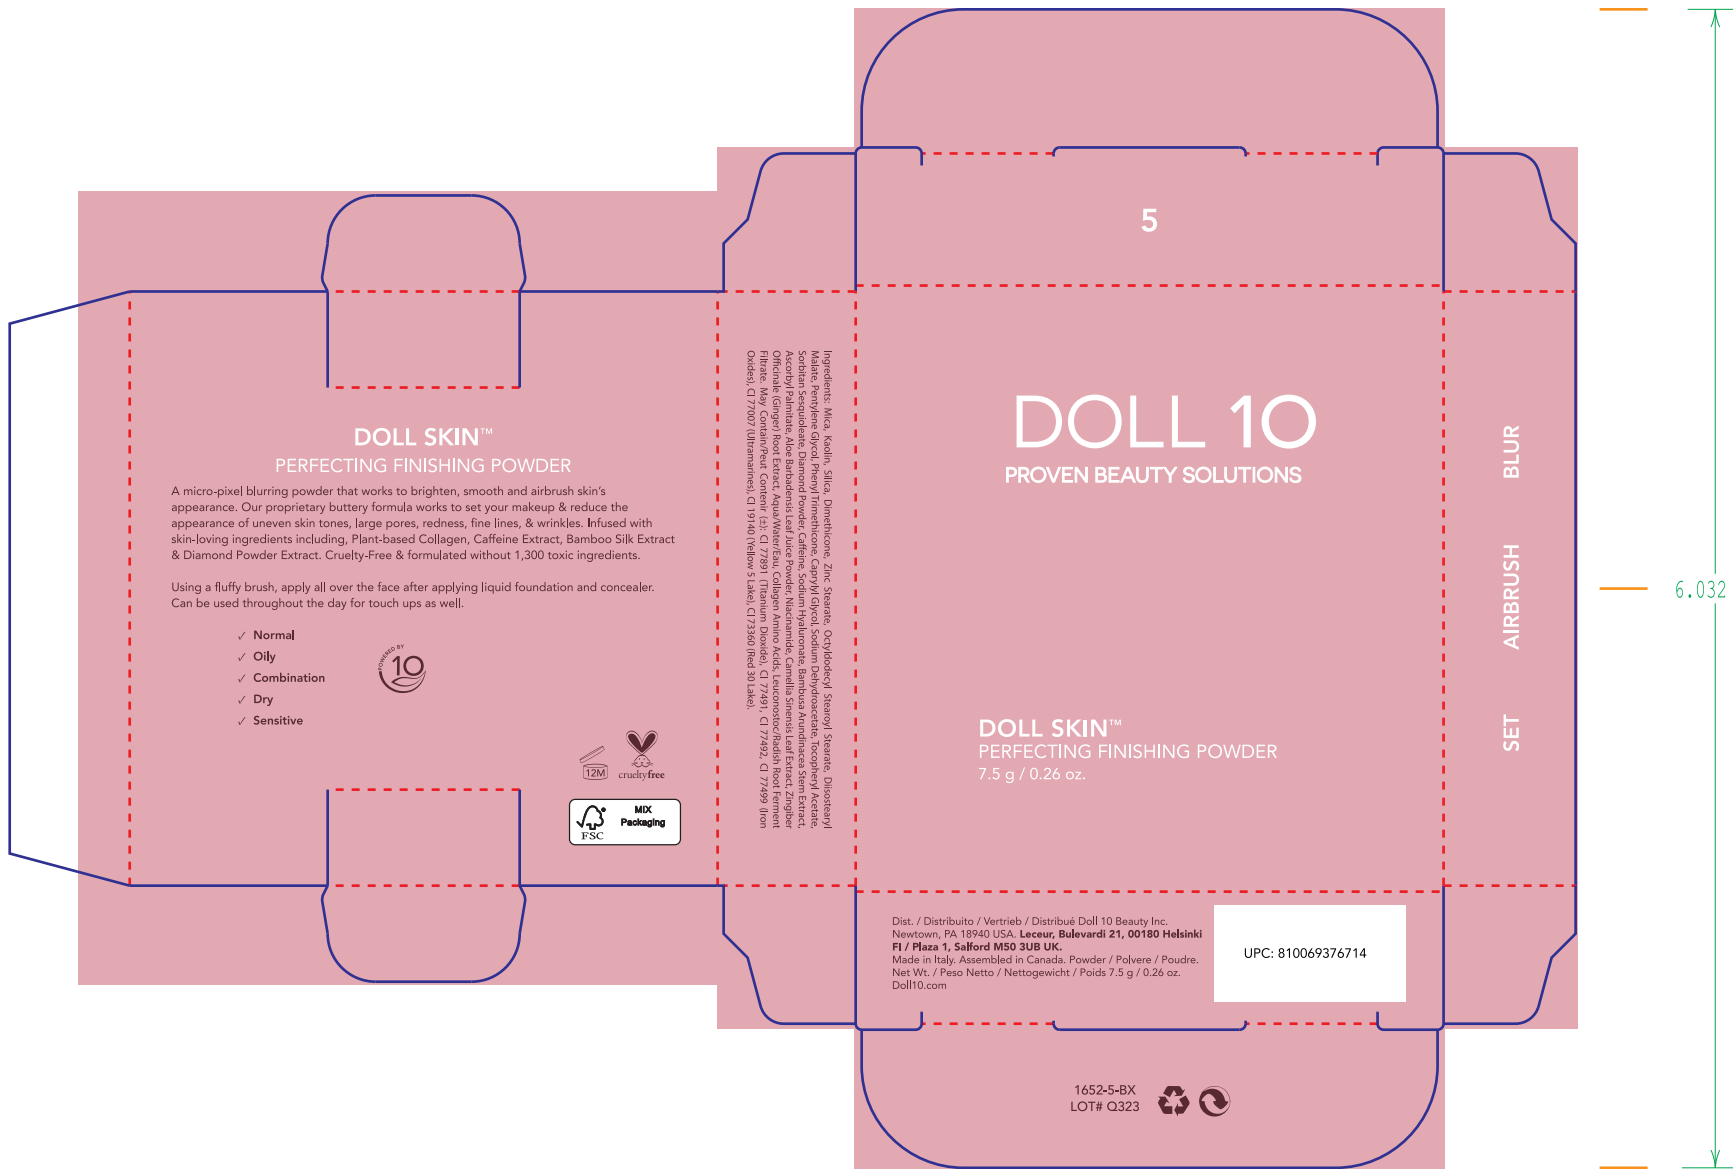 5
DOLL SKIN™
PERFECTING FINISHING POWDER
A micro-pixel blurring powder that works to brighten, smooth and airbrush skin's
appearance. Our proprietary buttery formula works to set your makeup & reduce the
appearance of uneven skin tones, large pores, redness, fine lines, & wrinkles. Infused with
skin-loving ingredients including, Plant-based Collagen, Caffeine Extract, Bamboo Silk Extract
& Diamond Powder Extract. Cruelty-Free & formulated without 1,300 toxic ingredients.
Using a fluffy brush, apply all over the face after applying liquid foundation and concealer.
Can be used throughout the day for touch ups as well.
✓ Normal
✓ Oily
✓ Combination
✓ Dry
✓ Sensitive
POWERED BY
10
12M
crueltyfree
FSC
MIX
Packaging
Ingredients: Mica, Kaolin, Silica, Dimethicone, Zinc Stearate, Octyldodecyl Stearoyl Stearate, Diisostearyl
Malate, Pentylene Glycol, Phenyl Trimethicone, Caprylyl Glycol, Sodium Dehydroacetate, Tocopheryl Acetate,
Sorbitan Sesquioleate, Diamond Powder, Caffeine, Sodium Hyaluronate, Bambusa Arundinacea Stem Extract,
Ascorbyl Palmitate, Aloe Barbadensis Leaf Juice Powder, Niacinamide, Camellia Sinensis Leaf Extract, Zingiber
Officinale (Ginger) Root Extract, Aqua/Water/Eau, Collagen Amino Acids, Leuconostoc/Radish Root Ferment
Filtrate. May Contain/Peut Contenir (±): CI 77891 (Titanium Dioxide), CI 77491, CI 77492, CI 77499 (Iron
Oxides), CI 77007 (Ultramarines), CI 19140 (Yellow 5 Lake), CI 73360 (Red 30 Lake).
DOLL 10
PROVEN BEAUTY SOLUTIONS
DOLL SKIN™
PERFECTING FINISHING POWDER
7.5 g / 0.26 oz.
SET AIRBRUSH BLUR
6.032
Dist. / Distribuito / Vertrieb / Distribué Doll 10 Beauty Inc.
Newtown, PA 18940 USA. Leceur, Bulevardi 21, 00180 Helsinki
FI / Plaza 1, Salford M50 3UB UK.
Made in Italy. Assembled in Canada. Powder / Polvere / Poudre.
Net Wt. / Peso Netto / Nettogewicht / Poids 7.5 g / 0.26 oz.
Doll10.com
UPC: 810069376714
1652-5-BX
LOT# Q323